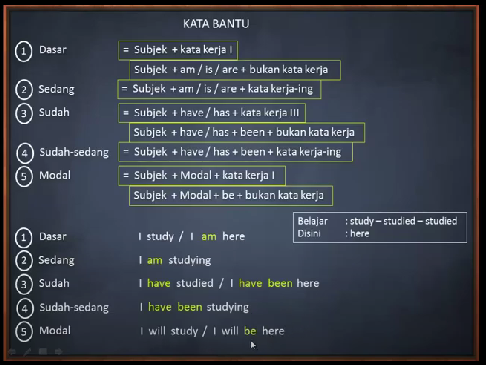 KATA BANTU
1 Dasar = Subjek + kata kerja I
Subjek + am / is / are + bukan kata kerja
2 Sedang = Subjek + am / is / are + kata kerja-ing
3 Sudah = Subjek + have / has + kata kerja III
Subjek + have / has + been + bukan kata kerja
4 Sudah-sedang = Subjek + have / has + been + kata kerja-ing
5 Modal = Subjek + Modal + kata kerja I
Subjek + Modal + be + bukan kata kerja
Belajar : study – studied – studied
Disini : here
1 Dasar I study / I am here
2 Sedang I am studying
3 Sudah I have studied / I have been here
4 Sudah-sedang I have been studying
5 Modal I will study / I will be here